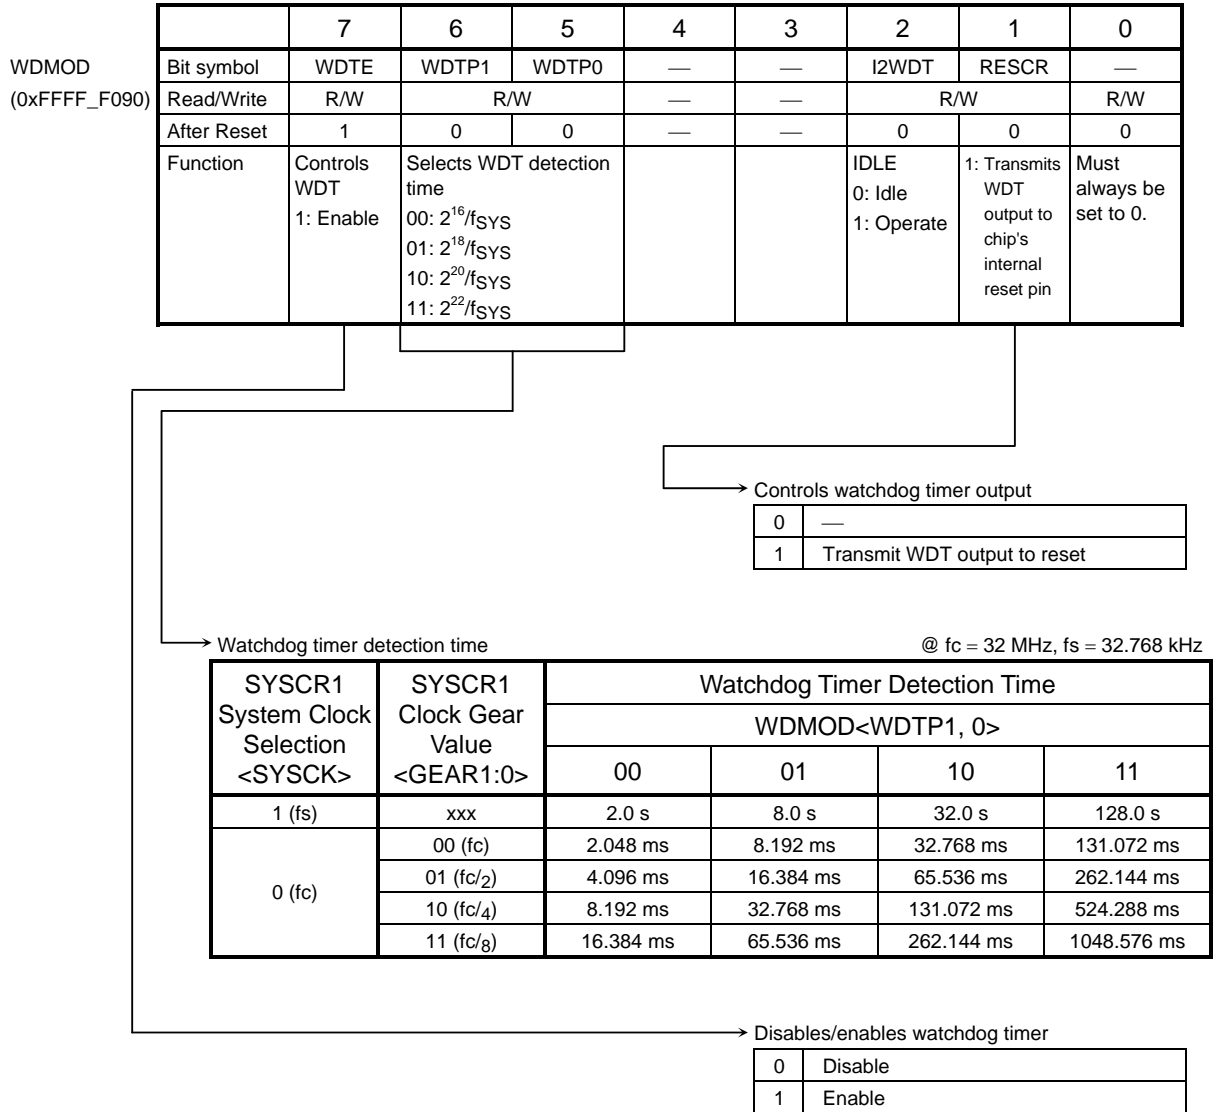 7 6 5 4 3 2 1 0
WDMOD Bit symbol WDTE WDTP1 WDTP0 — — I2WDT RESCR —
(0xFFFF_F090) Read/Write R/W R/W — — R/W R/W
After Reset 1 0 0 — — 0 0 0
Function Controls WDT 1: Enable
Selects WDT detection time
00: 2^16/fSYS
01: 2^18/fSYS
10: 2^20/fSYS
11: 2^22/fSYS
IDLE
0: Idle
1: Operate
1: Transmits WDT output to chip's internal reset pin
Must always be set to 0.
Controls watchdog timer output
0 —
1 Transmit WDT output to reset
Watchdog timer detection time @ fc = 32 MHz, fs = 32.768 kHz
SYSCR1 System Clock Selection <SYSCK>
SYSCR1 Clock Gear Value <GEAR1:0>
Watchdog Timer Detection Time
WDMOD<WDTP1, 0>
00 01 10 11
1 (fs) xxx 2.0 s 8.0 s 32.0 s 128.0 s
0 (fc) 00 (fc) 2.048 ms 8.192 ms 32.768 ms 131.072 ms
01 (fc/2) 4.096 ms 16.384 ms 65.536 ms 262.144 ms
10 (fc/4) 8.192 ms 32.768 ms 131.072 ms 524.288 ms
11 (fc/8) 16.384 ms 65.536 ms 262.144 ms 1048.576 ms
Disables/enables watchdog timer
0 Disable
1 Enable